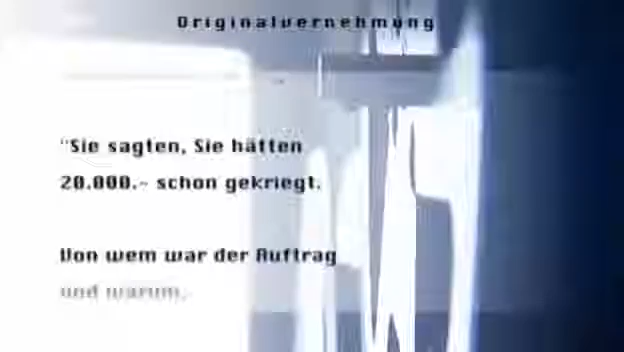 Originalvernehmung
"Sie sagten, Sie hätten
20.000.- schon gekriegt.
Von wem war der Auftrag
und warum.